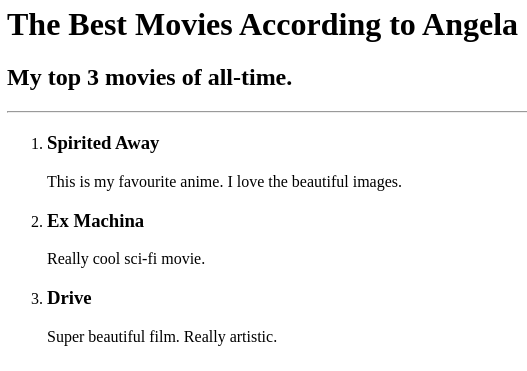 The Best Movies According to Angela
My top 3 movies of all-time.
1. Spirited Away
This is my favourite anime. I love the beautiful images.
2. Ex Machina
Really cool sci-fi movie.
3. Drive
Super beautiful film. Really artistic.